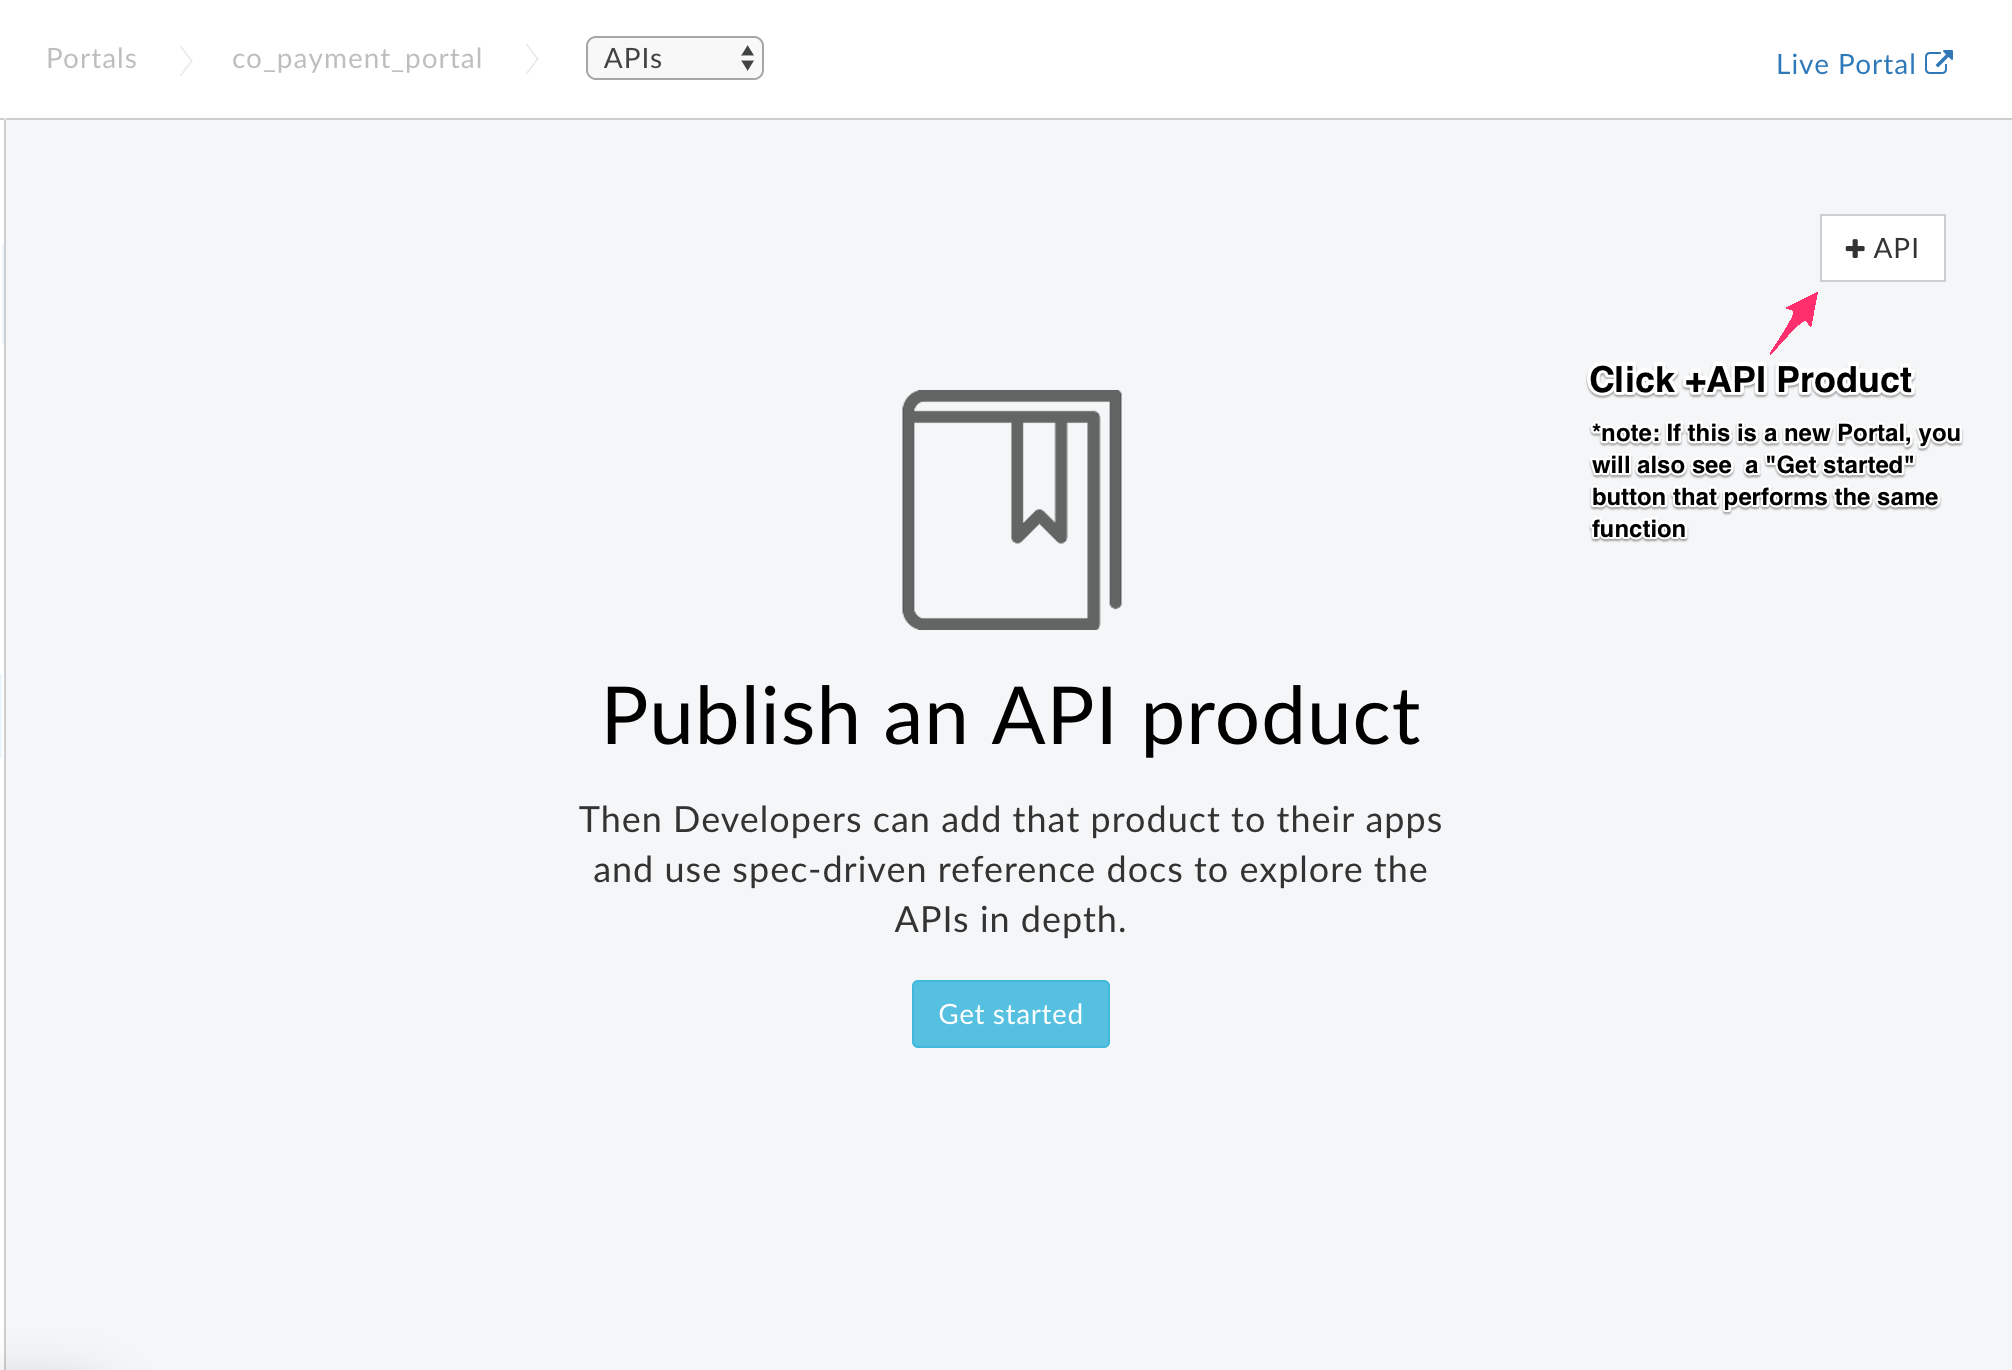 Portals
co_payment_portal
APIs
Live Portal
+ API
Click +API Product
*note: If this is a new Portal, you
will also see a "Get started"
button that performs the same
function
Publish an API product
Then Developers can add that product to their apps
and use spec-driven reference docs to explore the
APIs in depth.
Get started